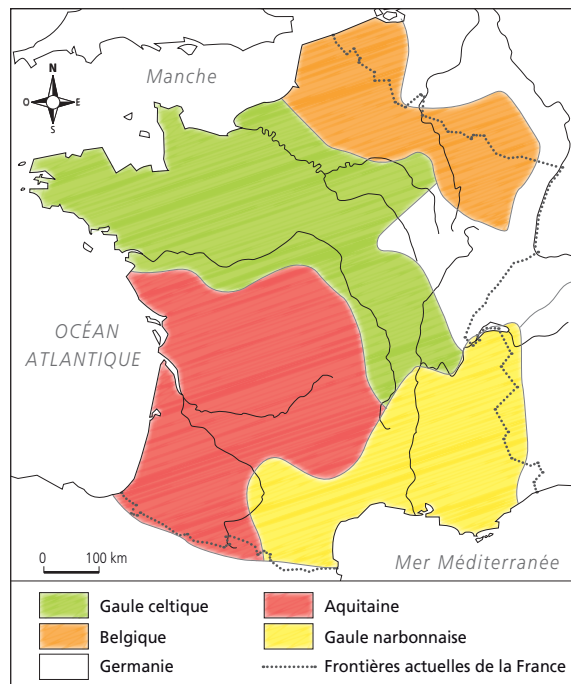 Manche
N
O
E
S
OCÉAN
ATLANTIQUE
0 100 km
Mer Méditerranée
Gaule celtique
Aquitaine
Belgique
Gaule narbonnaise
Germanie
Frontières actuelles de la France